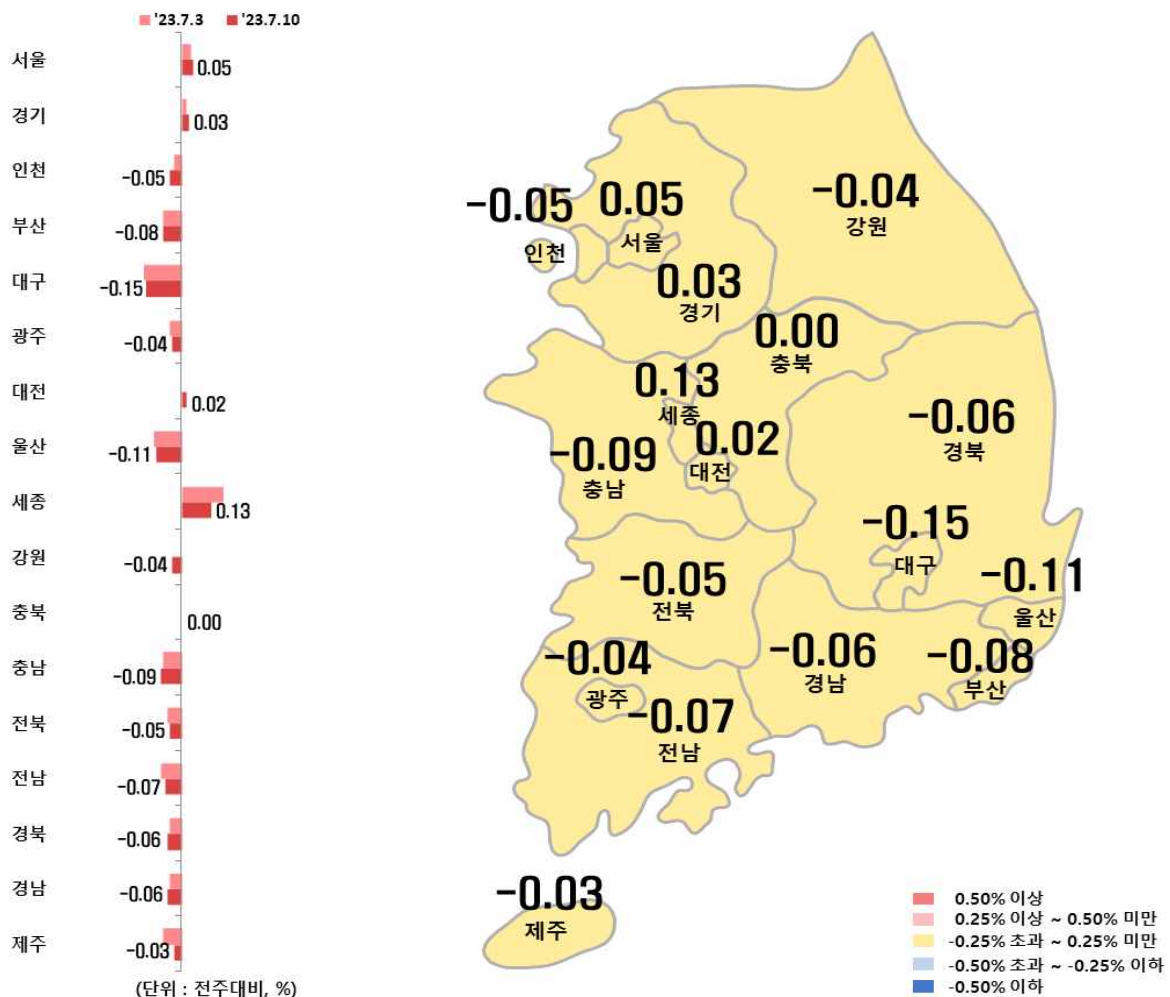 '23.7.3 '23.7.10
서울 0.05
경기 0.03
인천 -0.05
부산 -0.08
대구 -0.15
광주 -0.04
대전 0.02
울산 -0.11
세종 0.13
강원 -0.04
충북 0.00
충남 -0.09
전북 -0.05
전남 -0.07
경북 -0.06
경남 -0.06
제주 -0.03
(단위 : 전주대비, %)
-0.05
인천
0.05
서울
-0.04
강원
0.03
경기
0.00
충북
0.13
세종
-0.06
경북
0.02
대전
-0.09
충남
-0.15
대구
-0.11
울산
-0.05
전북
-0.06
경남
-0.08
부산
-0.04
광주
-0.07
전남
-0.03
제주
0.50% 이상
0.25% 이상 ~ 0.50% 미만
-0.25% 초과 ~ 0.25% 미만
-0.50% 초과 ~ -0.25% 이하
-0.50% 이하